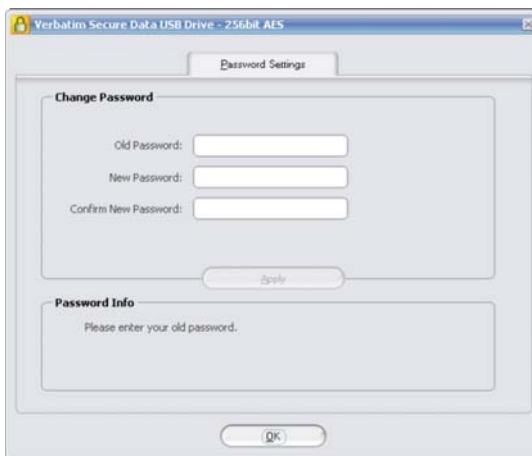 Verbatim Secure Data USB Drive - 256bit AES
Password Settings
Change Password
Old Password:
New Password:
Confirm New Password:
Apply
Password Info
Please enter your old password.
OK